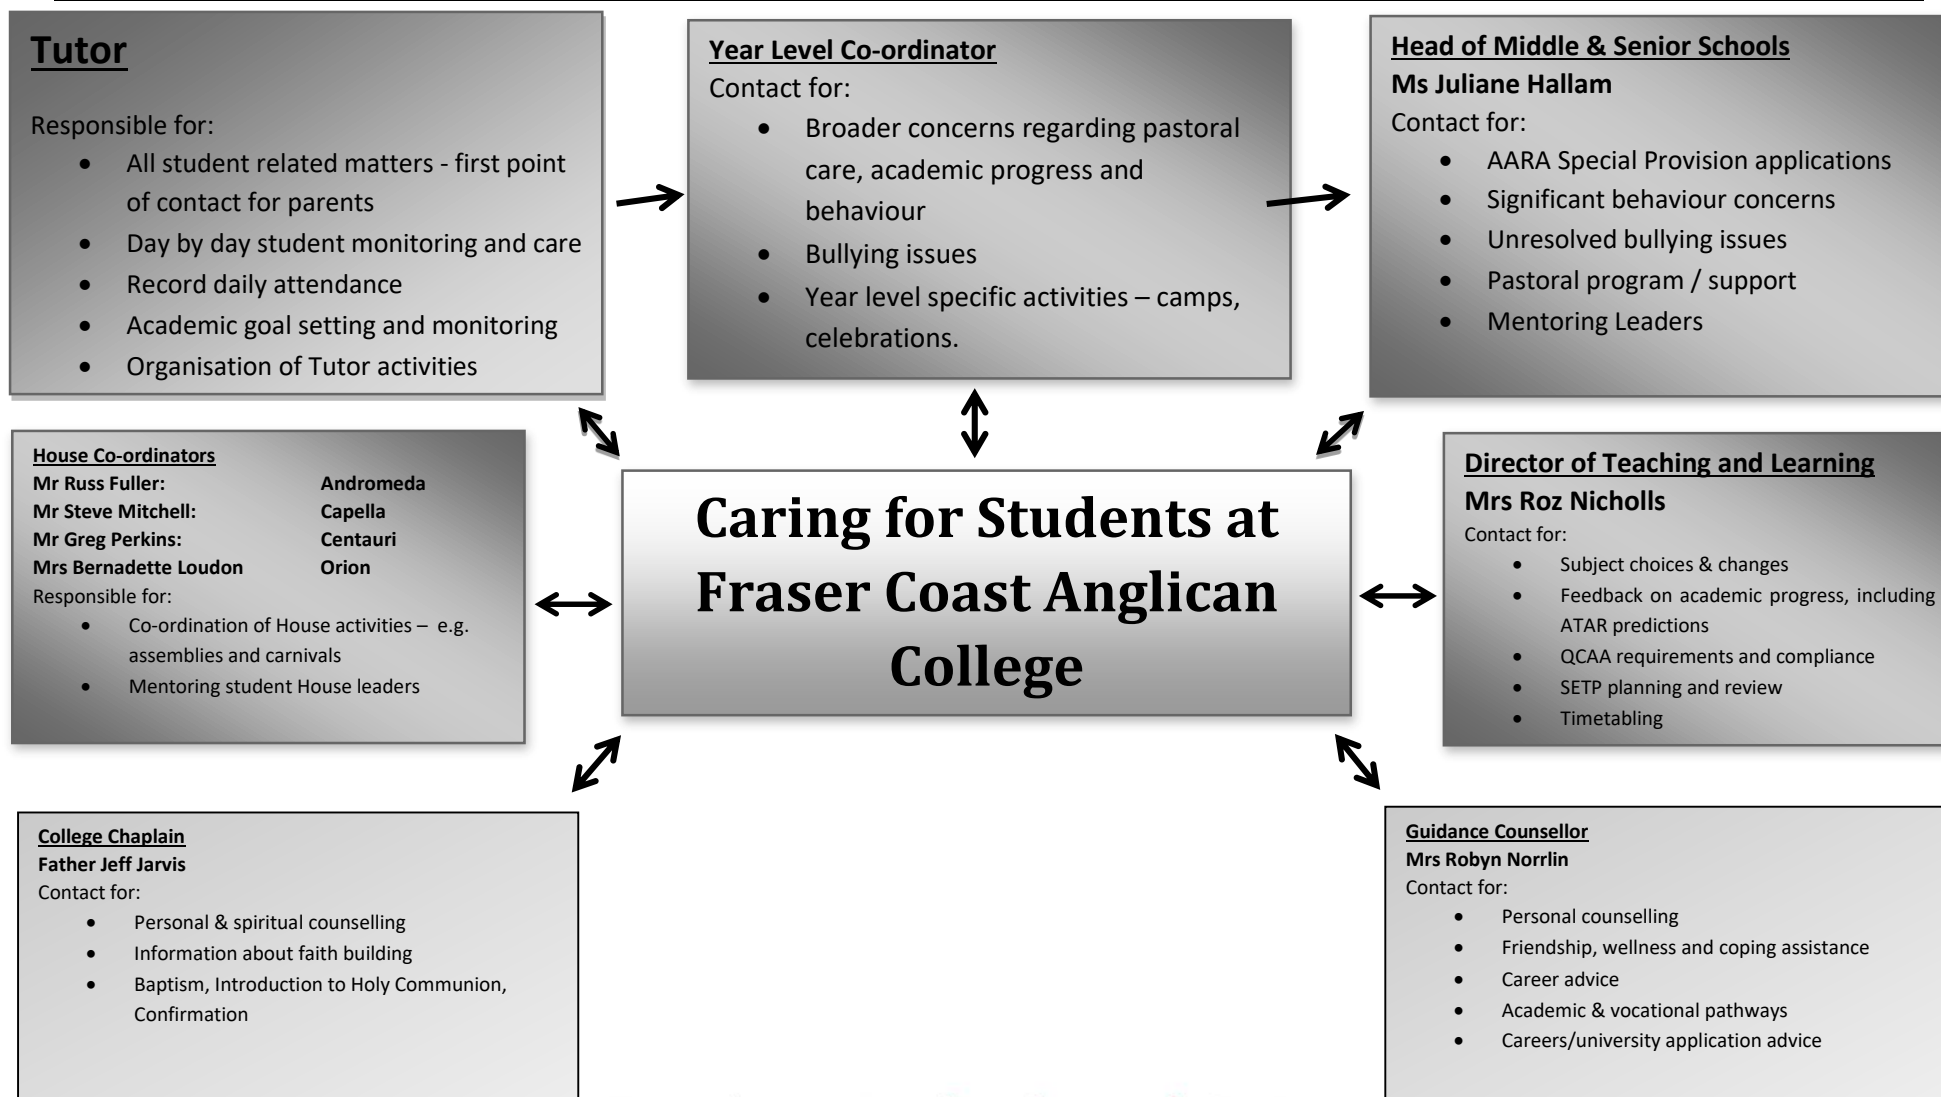 Tutor
Responsible for:
• All student related matters - first point
of contact for parents
• Day by day student monitoring and care
• Record daily attendance
• Academic goal setting and monitoring
• Organisation of Tutor activities
Year Level Co-ordinator
Contact for:
• Broader concerns regarding pastoral
care, academic progress and
behaviour
• Bullying issues
• Year level specific activities – camps,
celebrations.
Head of Middle & Senior Schools
Ms Juliane Hallam
Contact for:
• AARA Special Provision applications
• Significant behaviour concerns
• Unresolved bullying issues
• Pastoral program / support
• Mentoring Leaders
House Co-ordinators
Mr Russ Fuller: Andromeda
Mr Steve Mitchell: Capella
Mr Greg Perkins: Centauri
Mrs Bernadette Loudon Orion
Responsible for:
• Co-ordination of House activities – e.g.
assemblies and carnivals
• Mentoring student House leaders
Caring for Students at
Fraser Coast Anglican
College
Director of Teaching and Learning
Mrs Roz Nicholls
Contact for:
• Subject choices & changes
• Feedback on academic progress, including
ATAR predictions
• QCAA requirements and compliance
• SETP planning and review
• Timetabling
College Chaplain
Father Jeff Jarvis
Contact for:
• Personal & spiritual counselling
• Information about faith building
• Baptism, Introduction to Holy Communion,
Confirmation
Guidance Counsellor
Mrs Robyn Norrlin
Contact for:
• Personal counselling
• Friendship, wellness and coping assistance
• Career advice
• Academic & vocational pathways
• Careers/university application advice